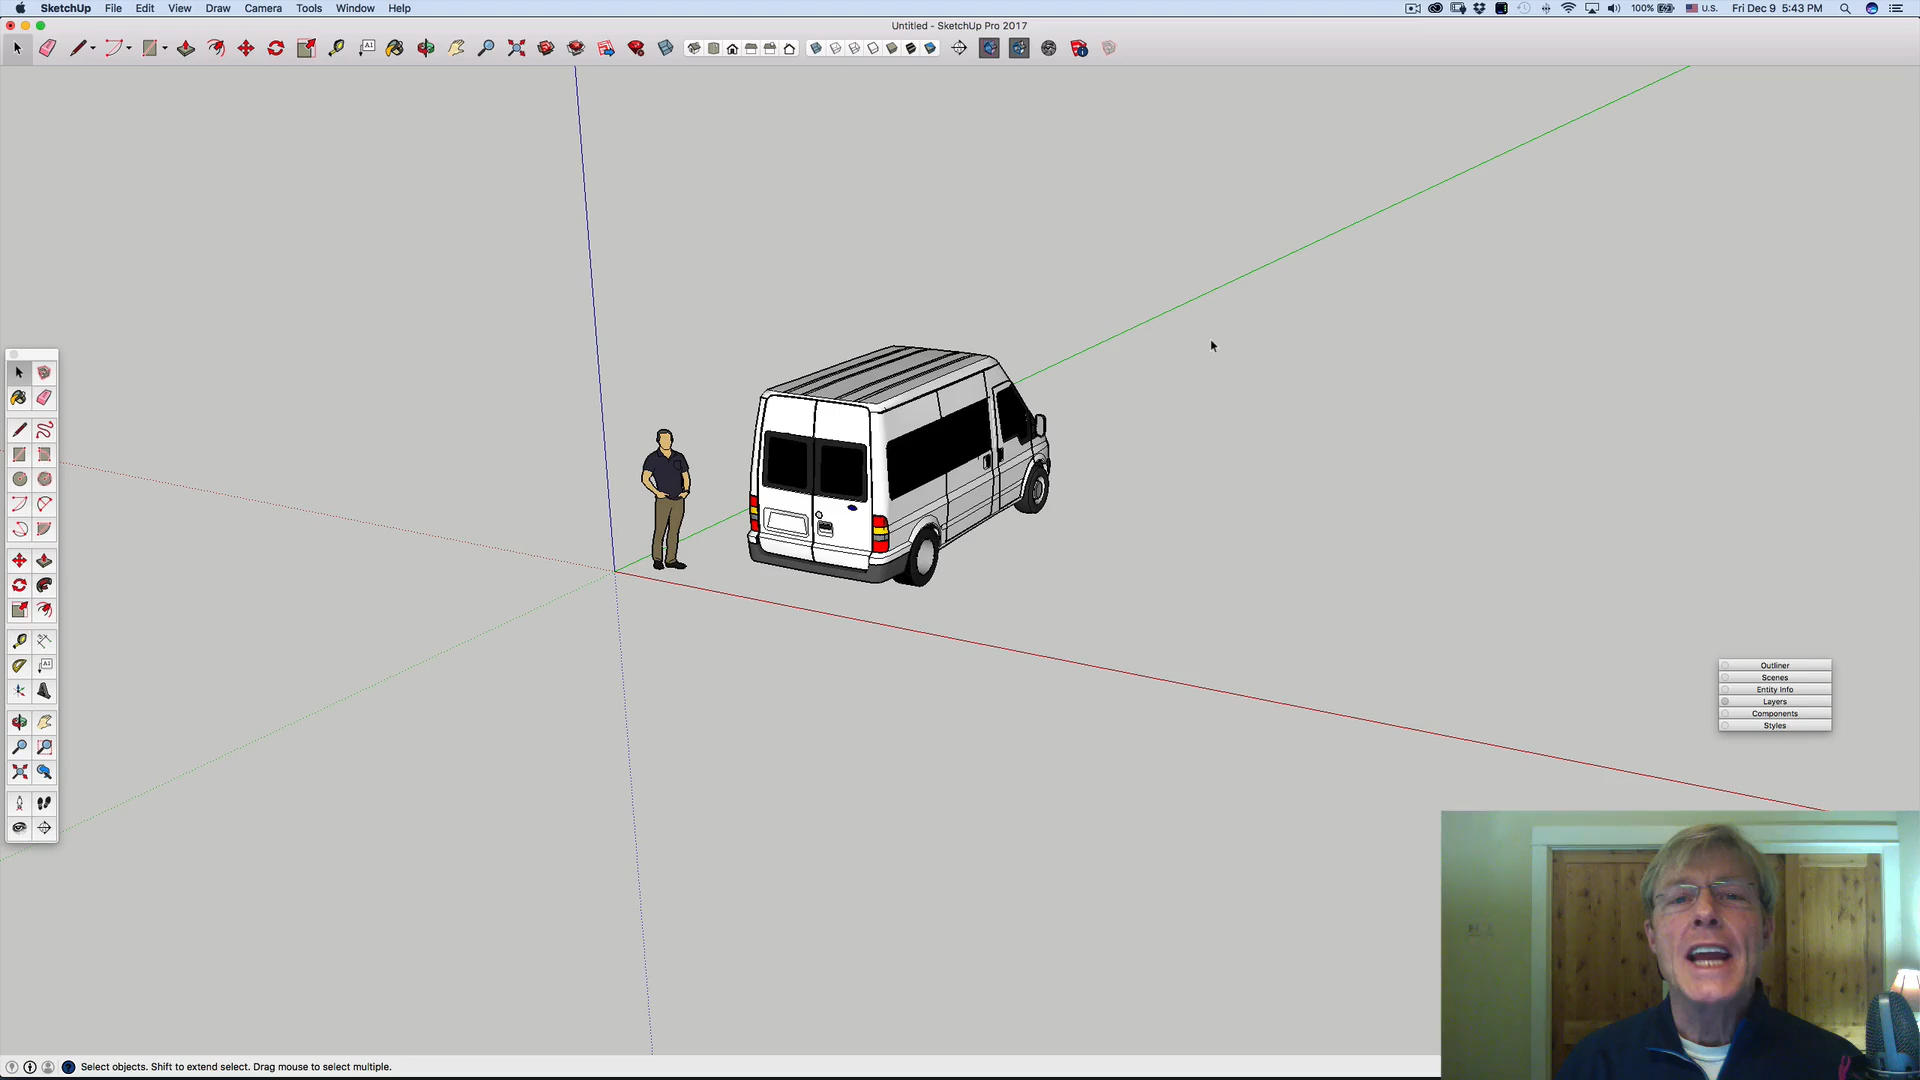 SketchUp File Edit View Draw Camera Tools Window Help 100% U.S. Fri Dec 9 5:43 PM
Untitled - SketchUp Pro 2017
Outliner
Scenes
Entity Info
Layers
Components
Styles
Select objects. Shift to extend select. Drag mouse to select multiple.